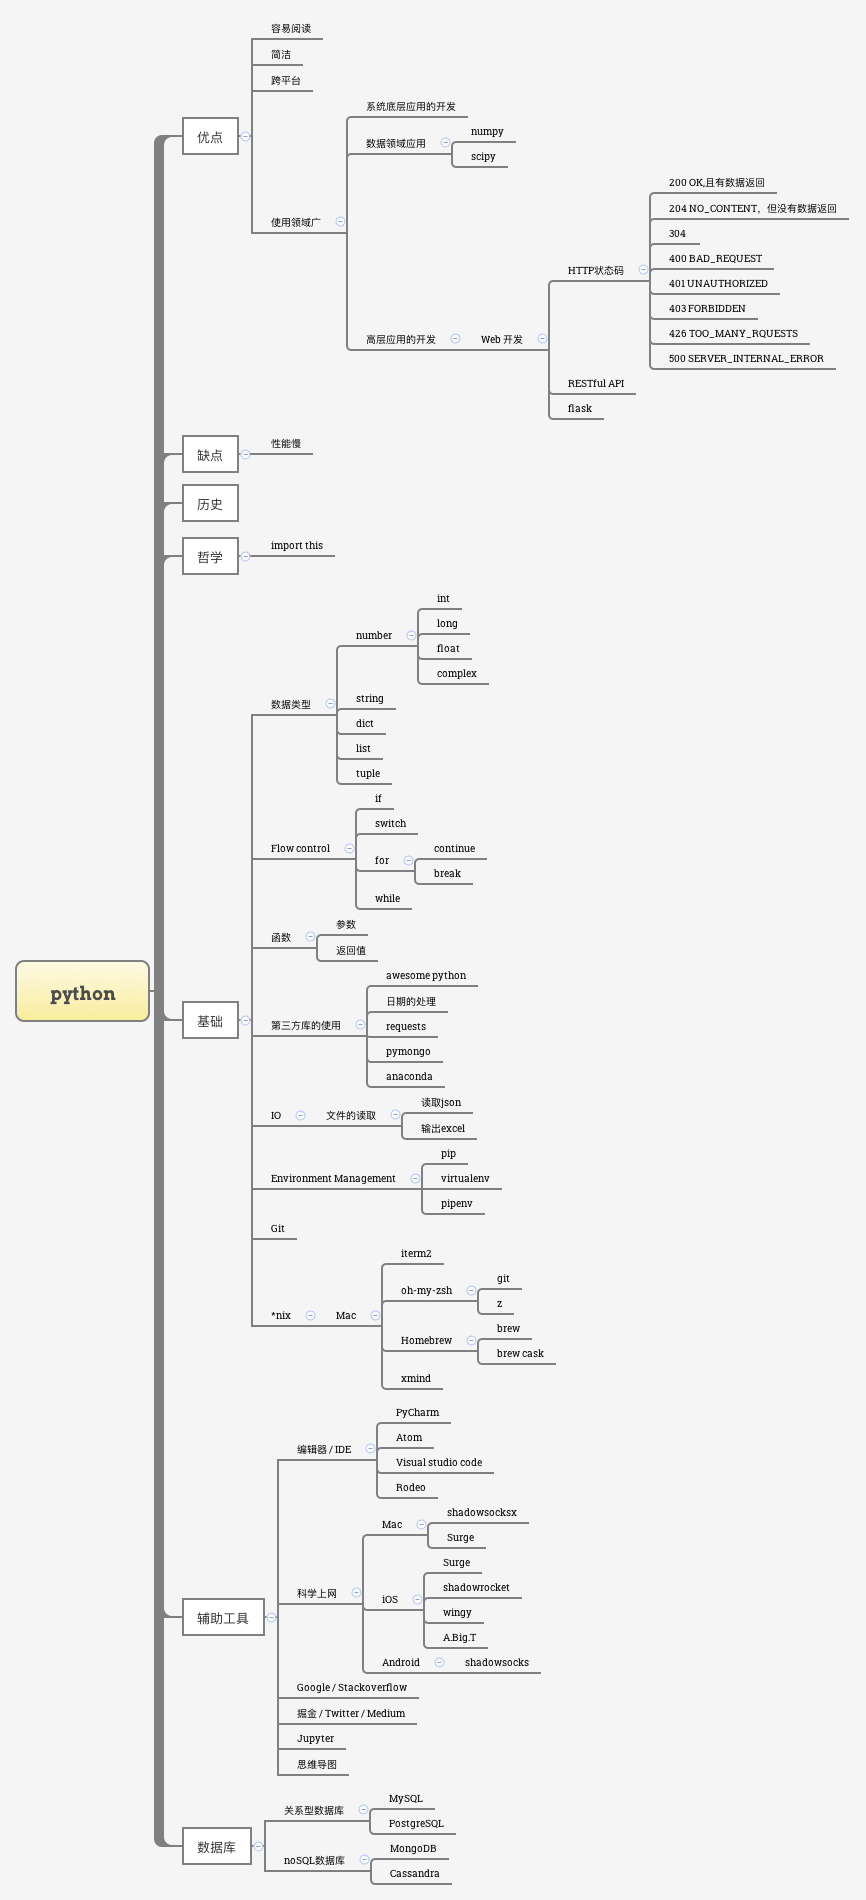 python
优点
容易阅读
简洁
跨平台
使用领域广
系统底层应用的开发
数据领域应用
numpy
scipy
高层应用的开发
Web 开发
HTTP状态码
200 OK,且有数据返回
204 NO_CONTENT，但没有数据返回
304
400 BAD_REQUEST
401 UNAUTHORIZED
403 FORBIDDEN
426 TOO_MANY_RQUESTS
500 SERVER_INTERNAL_ERROR
RESTful API
flask
缺点
性能慢
历史
哲学
import this
基础
数据类型
number
int
long
float
complex
string
dict
list
tuple
Flow control
if
switch
for
continue
break
while
函数
参数
返回值
第三方库的使用
awesome python
日期的处理
requests
pymongo
anaconda
IO
文件的读取
读取json
输出excel
Environment Management
pip
virtualenv
pipenv
Git
*nix
Mac
iterm2
oh-my-zsh
git
z
Homebrew
brew
brew cask
xmind
辅助工具
编辑器 / IDE
PyCharm
Atom
Visual studio code
Rodeo
科学上网
Mac
shadowsocksx
Surge
iOS
Surge
shadowrocket
wingy
A.Big.T
Android
shadowsocks
Google / Stackoverflow
掘金 / Twitter / Medium
Jupyter
思维导图
数据库
关系型数据库
MySQL
PostgreSQL
noSQL数据库
MongoDB
Cassandra